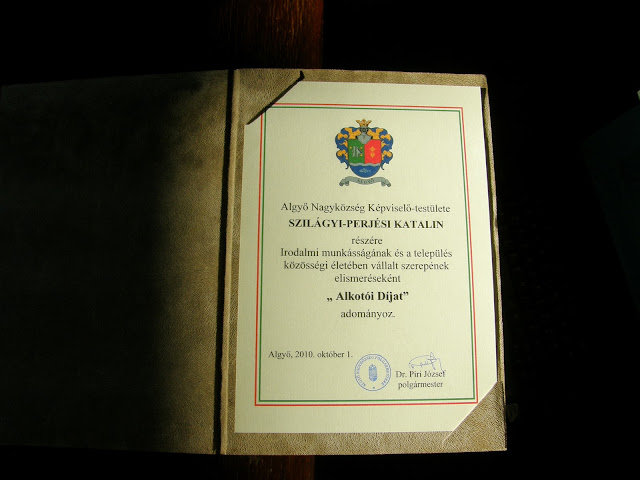 ALGYŐ
Algyő Nagyközség Képviselő-testülete
SZILÁGYI-PERJÉSI KATALIN
részére
Irodalmi munkásságának és a település
közösségi életében vállalt szerepének
elismeréseként
„ Alkotói Díjat”
adományoz.
Algyő, 2010. október 1.
Dr. Piri József
polgármester